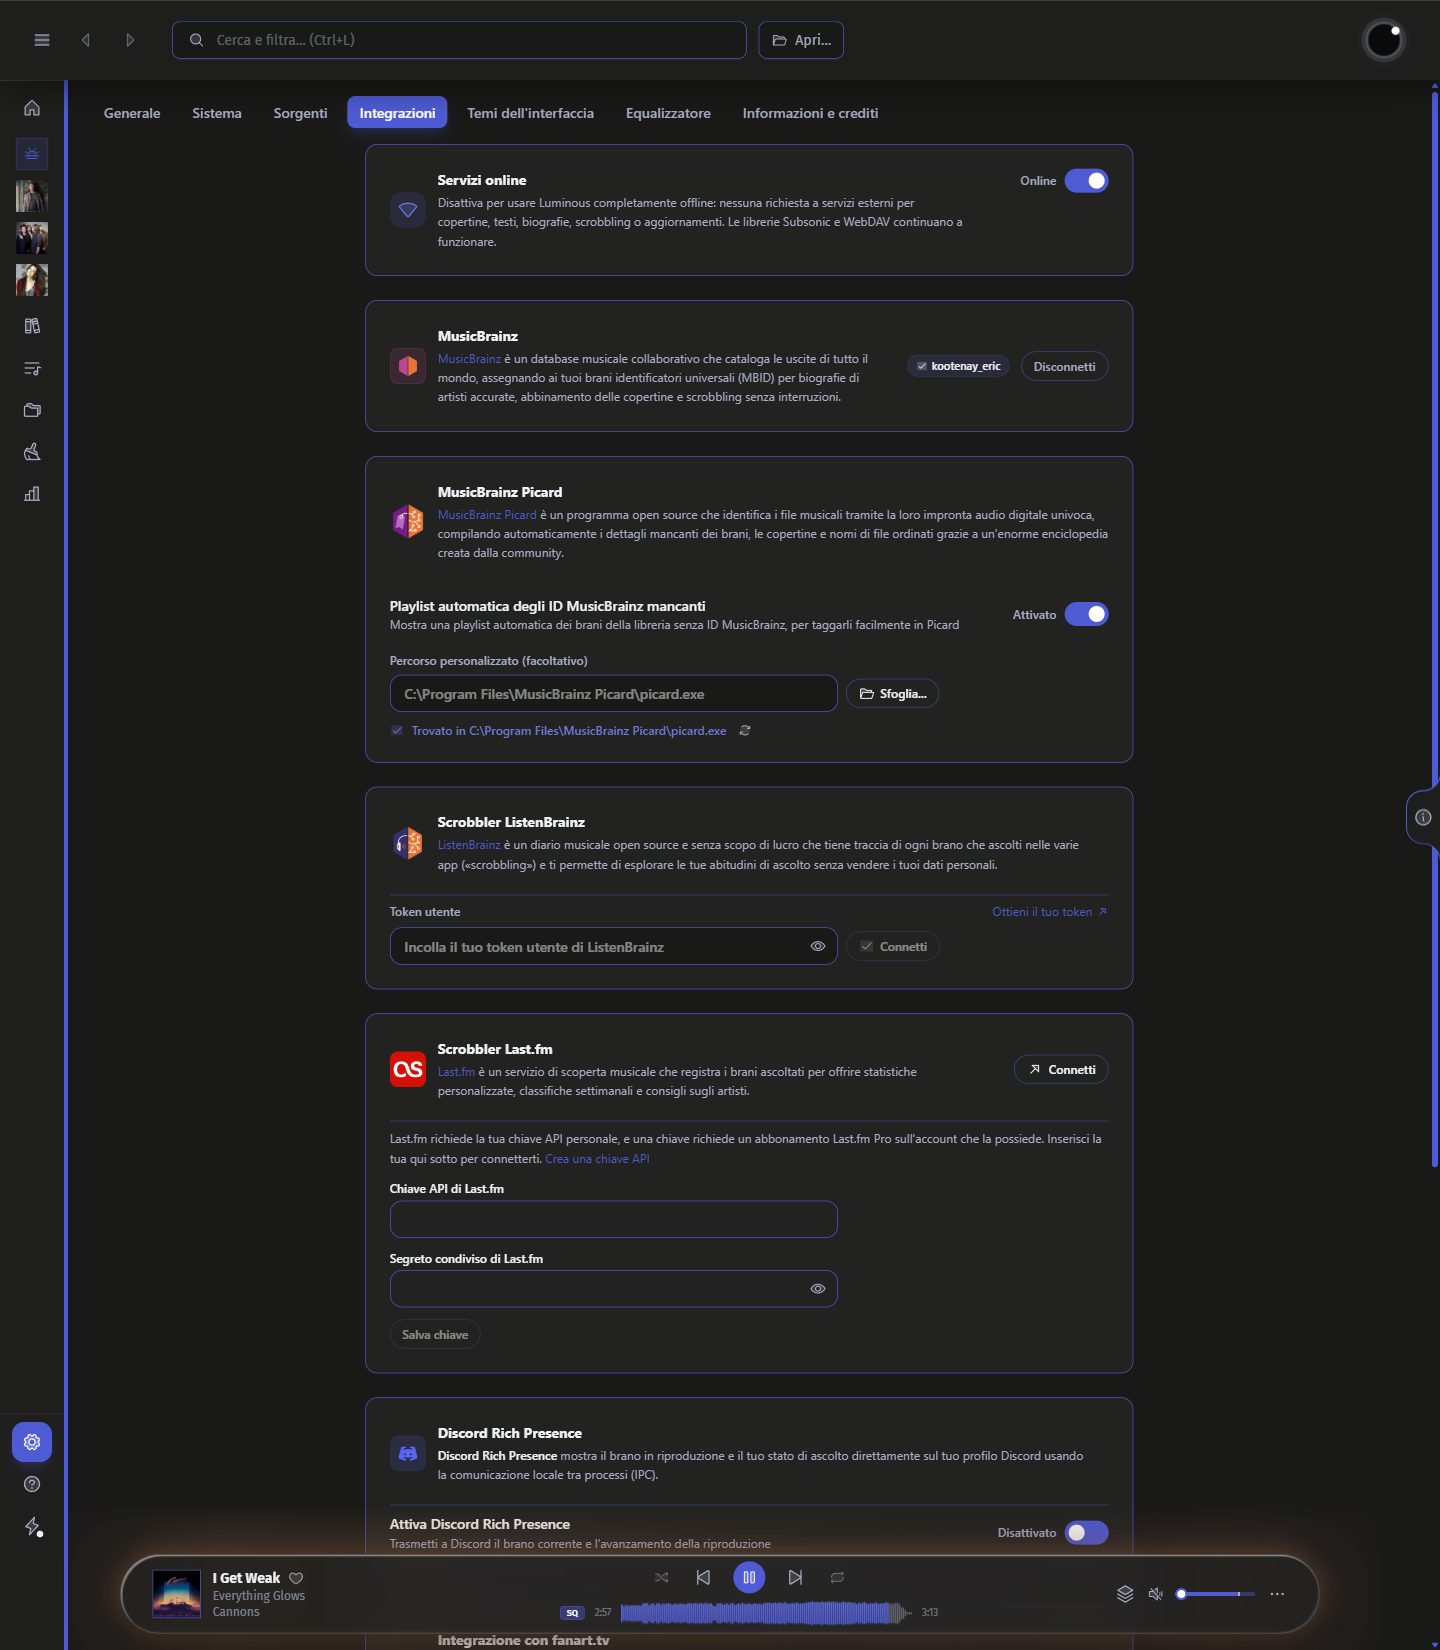 Cerca e filtra... (Ctrl+L)
Apri...
Generale
Sistema
Sorgenti
Integrazioni
Temi dell'interfaccia
Equalizzatore
Informazioni e crediti
Servizi online
Disattiva per usare Luminous completamente offline: nessuna richiesta a servizi esterni per
copertine, testi, biografie, scrobbling o aggiornamenti. Le librerie Subsonic e WebDAV continuano a
funzionare.
Online
MusicBrainz
MusicBrainz è un database musicale collaborativo che cataloga le uscite di tutto il
mondo, assegnando ai tuoi brani identificatori universali (MBID) per biografie di
artisti accurate, abbinamento delle copertine e scrobbling senza interruzioni.
kootenay_eric
Disconnetti
MusicBrainz Picard
MusicBrainz Picard è un programma open source che identifica i file musicali tramite la loro impronta audio digitale univoca,
compilando automaticamente i dettagli mancanti dei brani, le copertine e nomi di file ordinati grazie a un'enorme enciclopedia
creata dalla community.
Playlist automatica degli ID MusicBrainz mancanti
Mostra una playlist automatica dei brani della libreria senza ID MusicBrainz, per taggarli facilmente in Picard
Attivato
Percorso personalizzato (facoltativo)
C:\Program Files\MusicBrainz Picard\picard.exe
Sfoglia...
Trovato in C:\Program Files\MusicBrainz Picard\picard.exe
Scrobbler ListenBrainz
ListenBrainz è un diario musicale open source e senza scopo di lucro che tiene traccia di ogni brano che ascolti nelle varie
app («scrobbling») e ti permette di esplorare le tue abitudini di ascolto senza vendere i tuoi dati personali.
Token utente
Ottieni il tuo token
Incolla il tuo token utente di ListenBrainz
Connetti
Scrobbler Last.fm
Last.fm è un servizio di scoperta musicale che registra i brani ascoltati per offrire statistiche
personalizzate, classifiche settimanali e consigli sugli artisti.
Connetti
Last.fm richiede la tua chiave API personale, e una chiave richiede un abbonamento Last.fm Pro sull'account che la possiede. Inserisci la
tua qui sotto per connetterti. Crea una chiave API
Chiave API di Last.fm
Segreto condiviso di Last.fm
Salva chiave
Discord Rich Presence
Discord Rich Presence mostra il brano in riproduzione e il tuo stato di ascolto direttamente sul tuo profilo Discord usando
la comunicazione locale tra processi (IPC).
Attiva Discord Rich Presence
Trasmetti a Discord il brano corrente e l'avanzamento della riproduzione
Disattivato
I Get Weak
Everything Glows
Cannons
SQ
2:57
3:13
Integrazione con fanart.tv